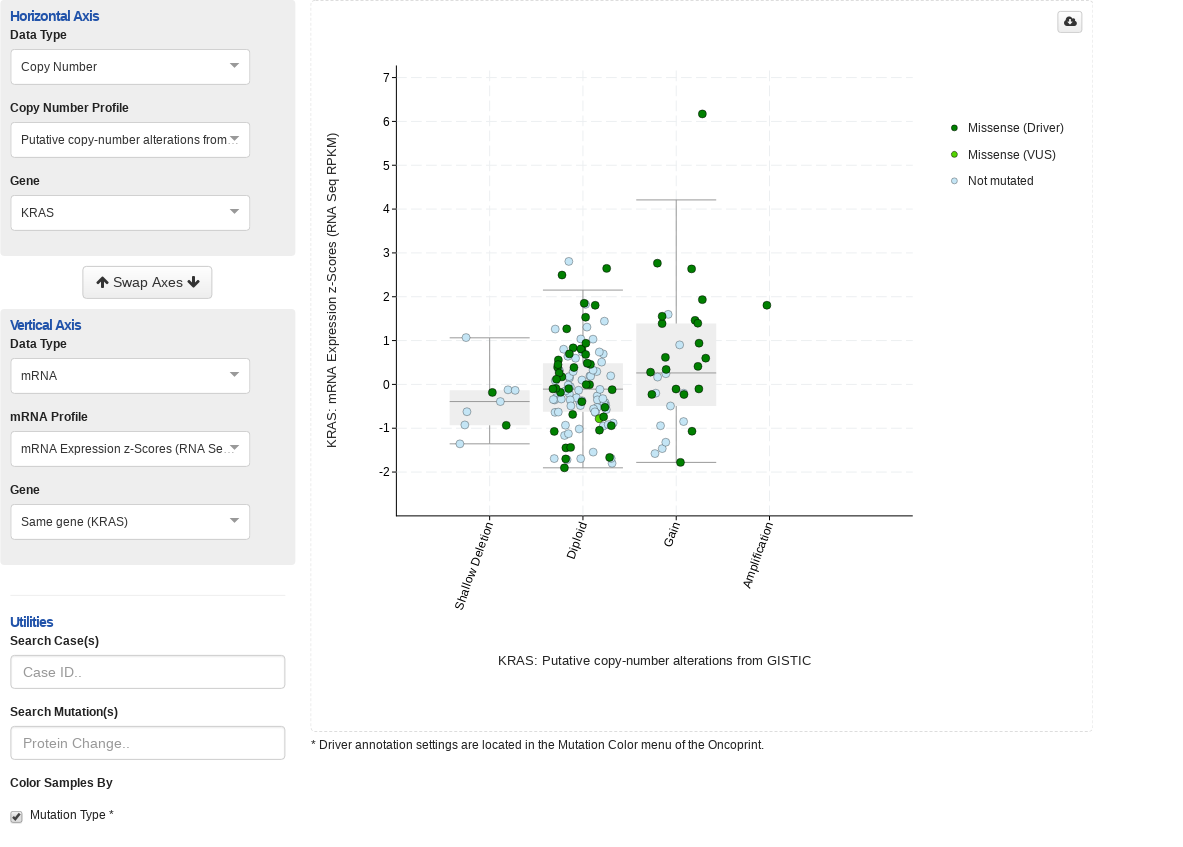 Horizontal Axis
Data Type
Copy Number
Copy Number Profile
Putative copy-number alterations from...
Gene
KRAS
Swap Axes
Vertical Axis
Data Type
mRNA
mRNA Profile
mRNA Expression z-Scores (RNA Se...
Gene
Same gene (KRAS)
Utilities
Search Case(s)
Case ID..
Search Mutation(s)
Protein Change..
Color Samples By
Mutation Type *
KRAS: mRNA Expression z-Scores (RNA Seq RPKM)
7
6
5
4
3
2
1
0
-1
-2
Shallow Deletion
Diploid
Gain
Amplification
KRAS: Putative copy-number alterations from GISTIC
Missense (Driver)
Missense (VUS)
Not mutated
* Driver annotation settings are located in the Mutation Color menu of the Oncoprint.